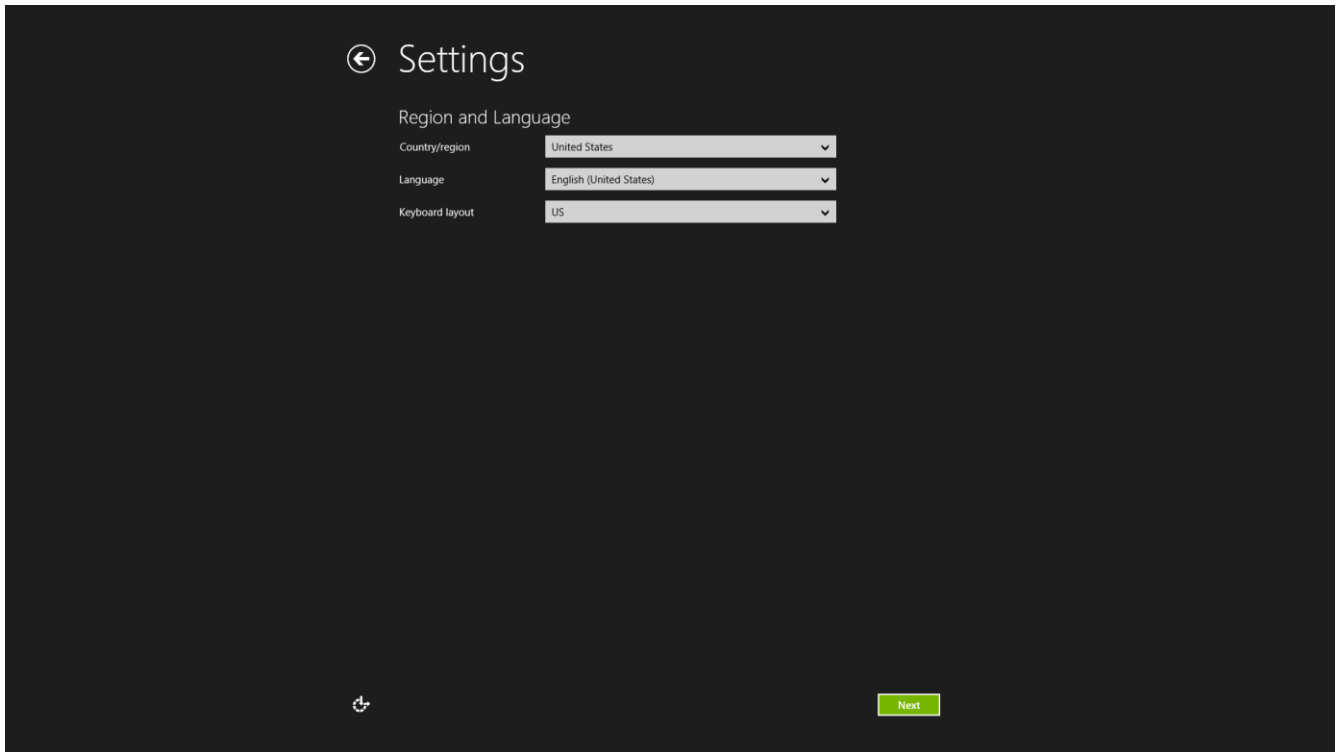 Settings
Region and Language
Country/region United States
Language English (United States)
Keyboard layout US
Next